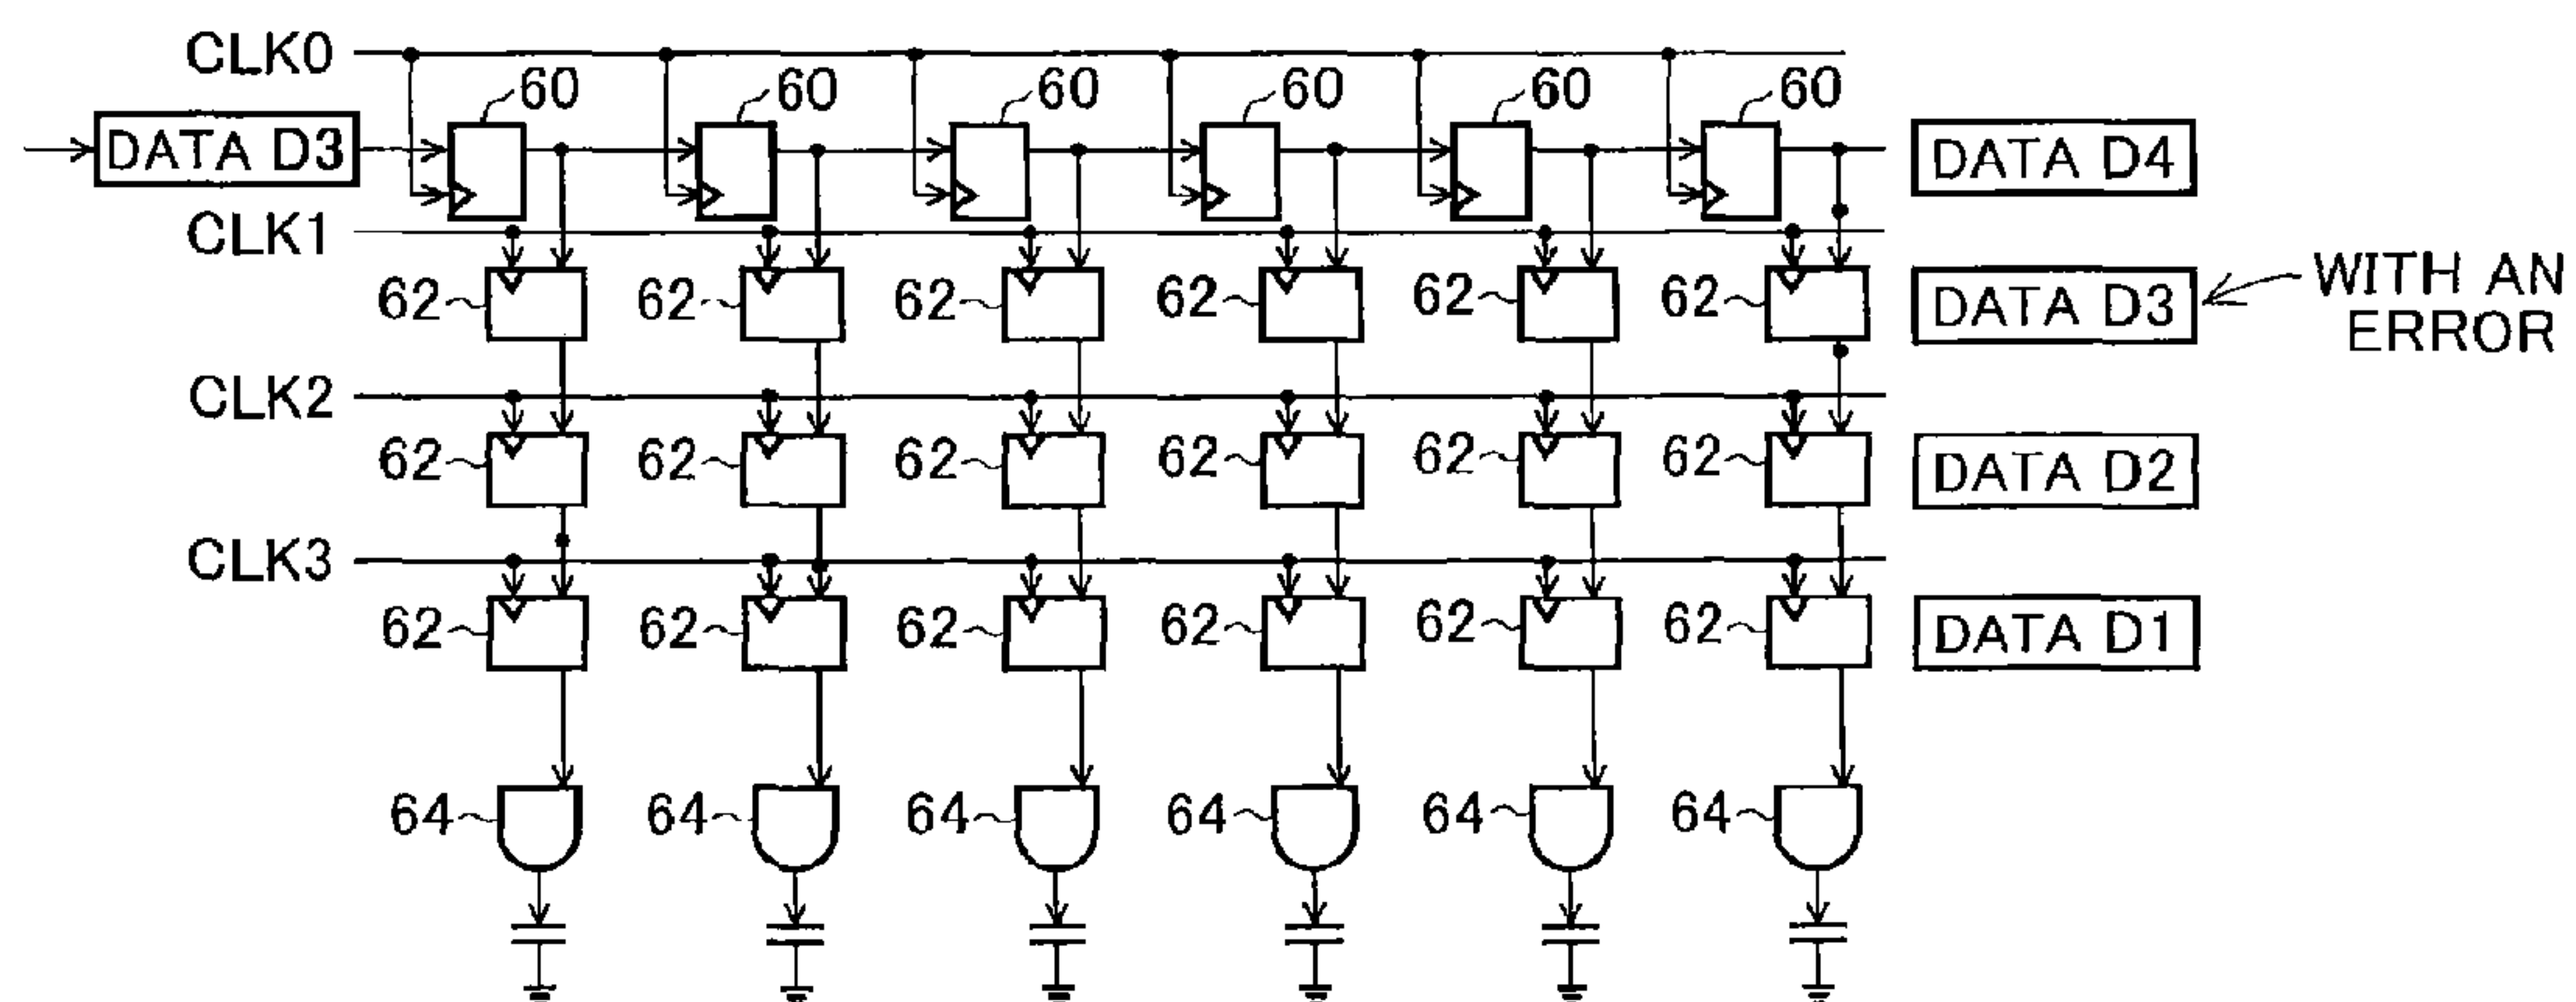 CLK0
60 60 60 60 60 60
DATA D3
DATA D4
CLK1
62 62 62 62 62 62
DATA D3
WITH AN
ERROR
CLK2
62 62 62 62 62 62
DATA D2
CLK3
62 62 62 62 62 62
DATA D1
64 64 64 64 64 64